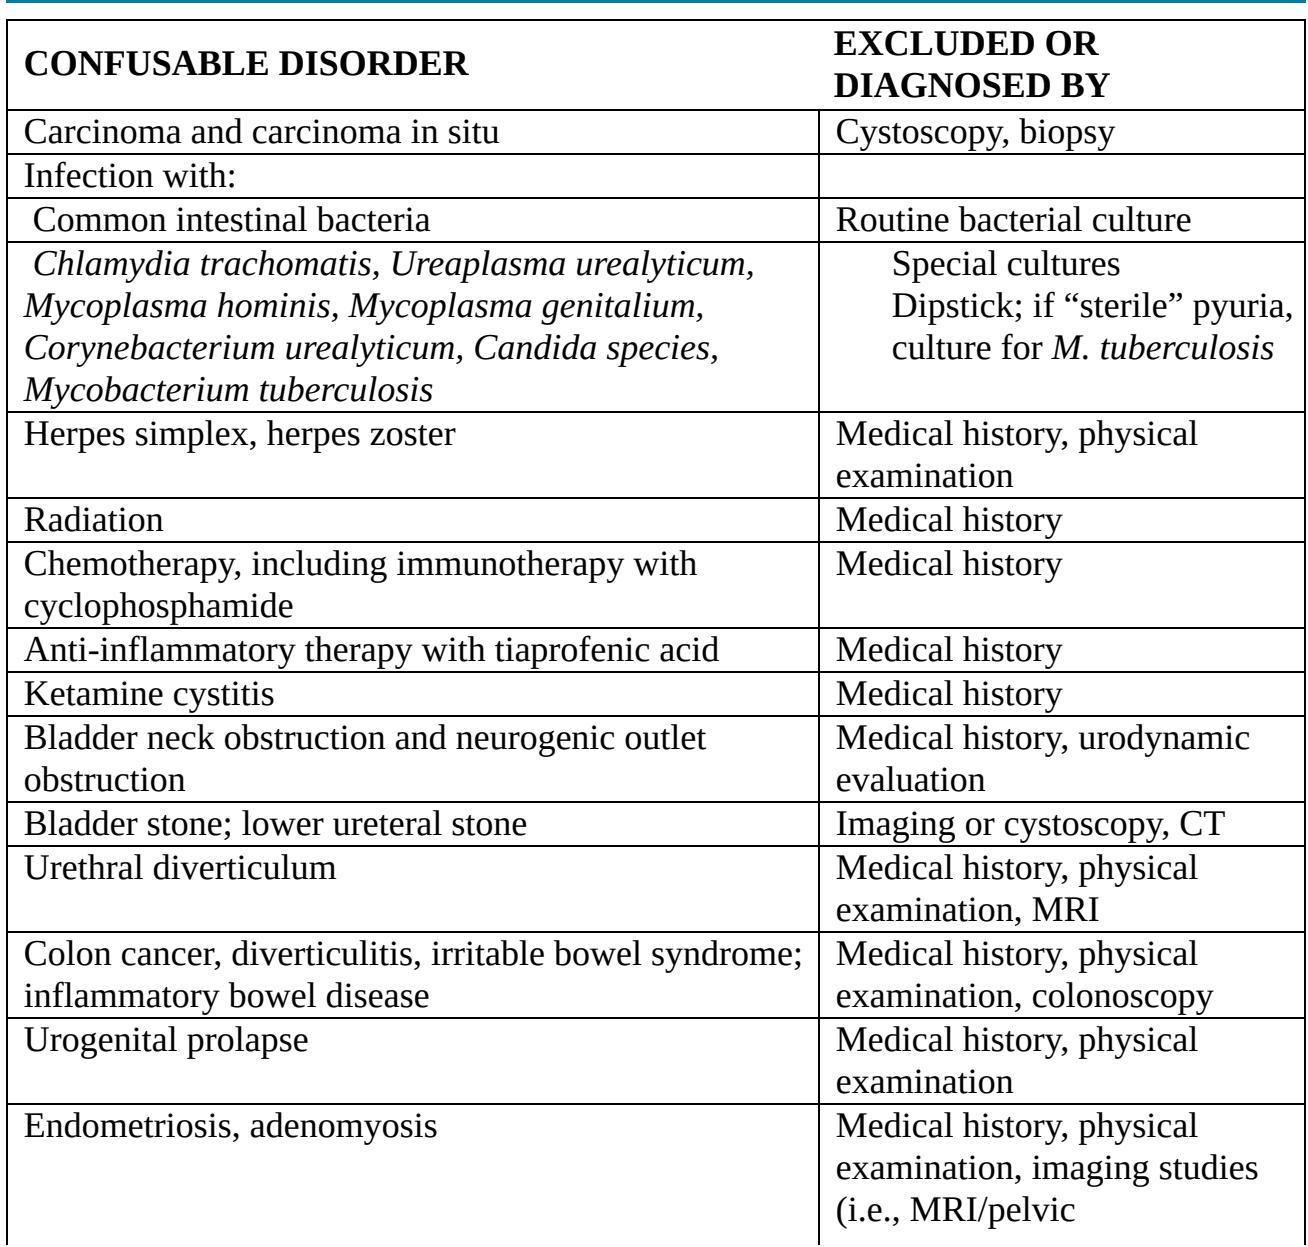 CONFUSABLE DISORDER
EXCLUDED OR
DIAGNOSED BY
Carcinoma and carcinoma in situ
Cystoscopy, biopsy
Infection with:
Common intestinal bacteria
Routine bacterial culture
Chlamydia trachomatis, Ureaplasma urealyticum,
Mycoplasma hominis, Mycoplasma genitalium,
Corynebacterium urealyticum, Candida species,
Mycobacterium tuberculosis
Special cultures
Dipstick; if “sterile” pyuria,
culture for M. tuberculosis
Herpes simplex, herpes zoster
Medical history, physical
examination
Radiation
Medical history
Chemotherapy, including immunotherapy with
cyclophosphamide
Medical history
Anti-inflammatory therapy with tiaprofenic acid
Medical history
Ketamine cystitis
Medical history
Bladder neck obstruction and neurogenic outlet
obstruction
Medical history, urodynamic
evaluation
Bladder stone; lower ureteral stone
Imaging or cystoscopy, CT
Urethral diverticulum
Medical history, physical
examination, MRI
Colon cancer, diverticulitis, irritable bowel syndrome;
inflammatory bowel disease
Medical history, physical
examination, colonoscopy
Urogenital prolapse
Medical history, physical
examination
Endometriosis, adenomyosis
Medical history, physical
examination, imaging studies
(i.e., MRI/pelvic